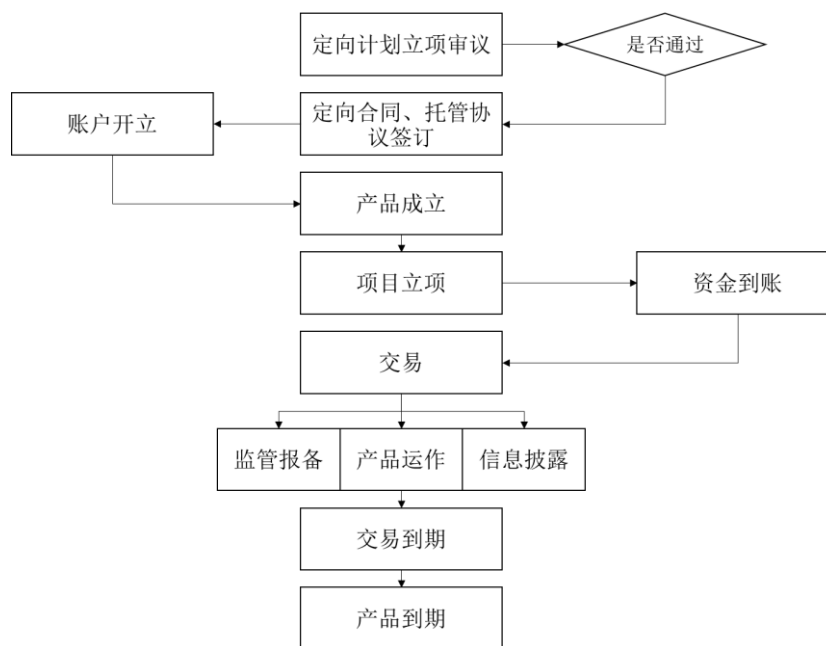 定向计划立项审议
是否通过
账户开立
定向合同、托管协
议签订
产品成立
项目立项
资金到账
交易
监管报备
产品运作
信息披露
交易到期
产品到期